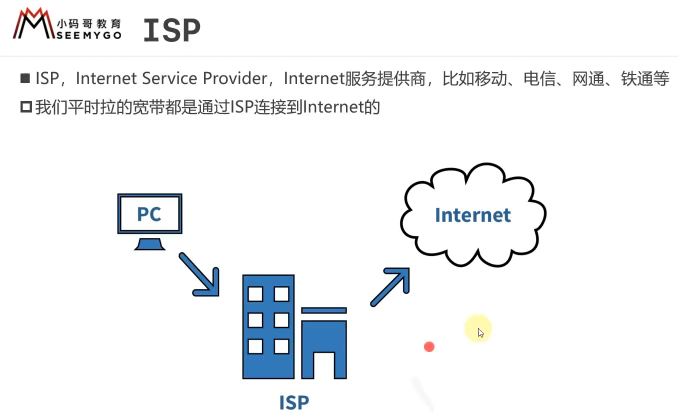 小码哥教育
SEEMYGO
ISP
ISP，Internet Service Provider，Internet服务提供商，比如移动、电信、网通、铁通等
我们平时拉的宽带都是通过ISP连接到Internet的
PC
Internet
ISP